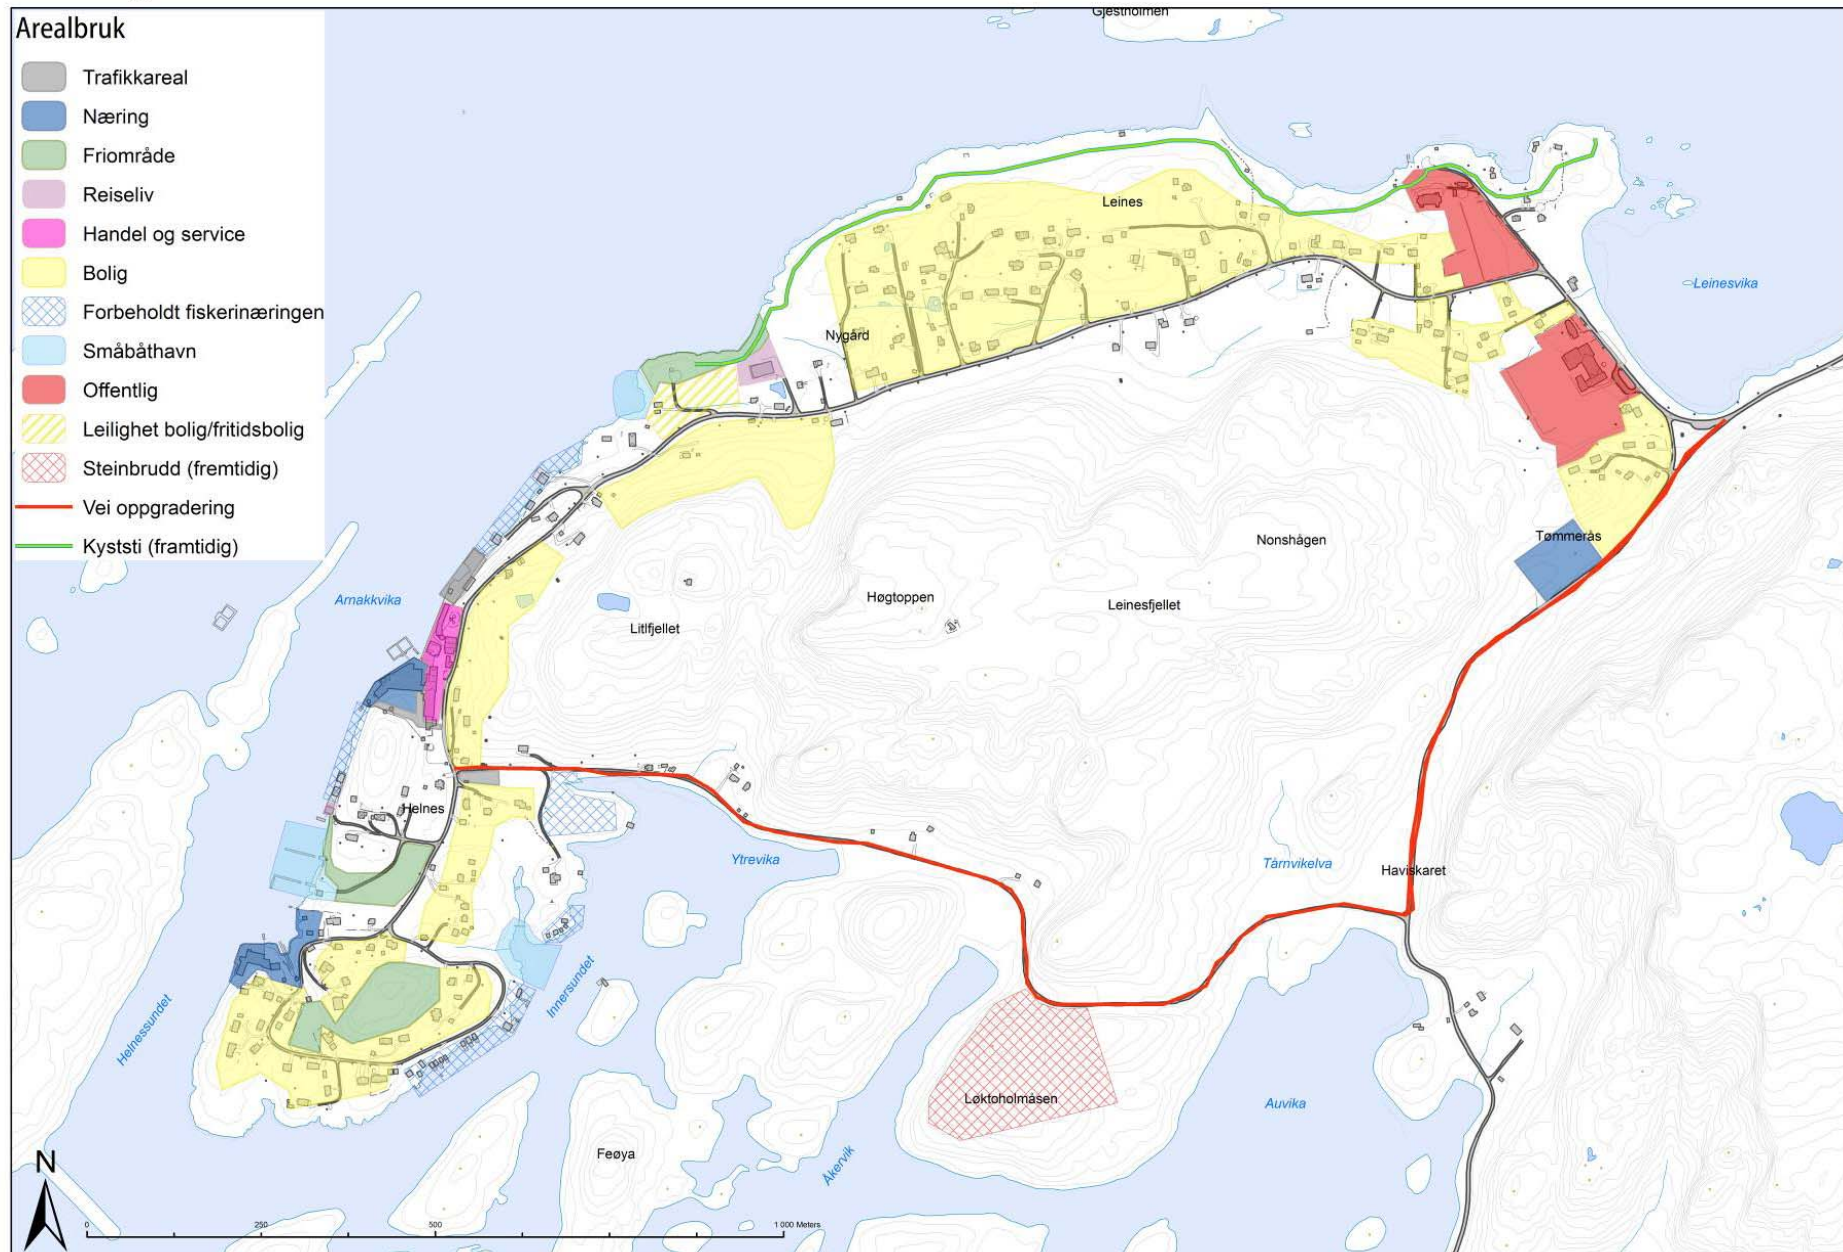 Arealbruk
Trafikkareal
Næring
Friområde
Reiseliv
Handel og service
Bolig
Forbeholdt fiskerinæringen
Småbåthavn
Offentlig
Leilighet bolig/fritidsbolig
Steinbrudd (fremtidig)
Vei oppgradering
Kyststi (framtidig)
Gjestholmen
Leines
Leinesvika
Nygård
Tømmerås
Nonshågen
Arnakkvika
Høgtoppen
Leinesfjellet
Litlfjellet
Helnes
Ytrevika
Tårnvikelva
Haviskaret
Innersundet
Helnessundet
Løktoholmåsen
Auvika
Feøya
Åkervik
N
0 250 500 1 000 Meters